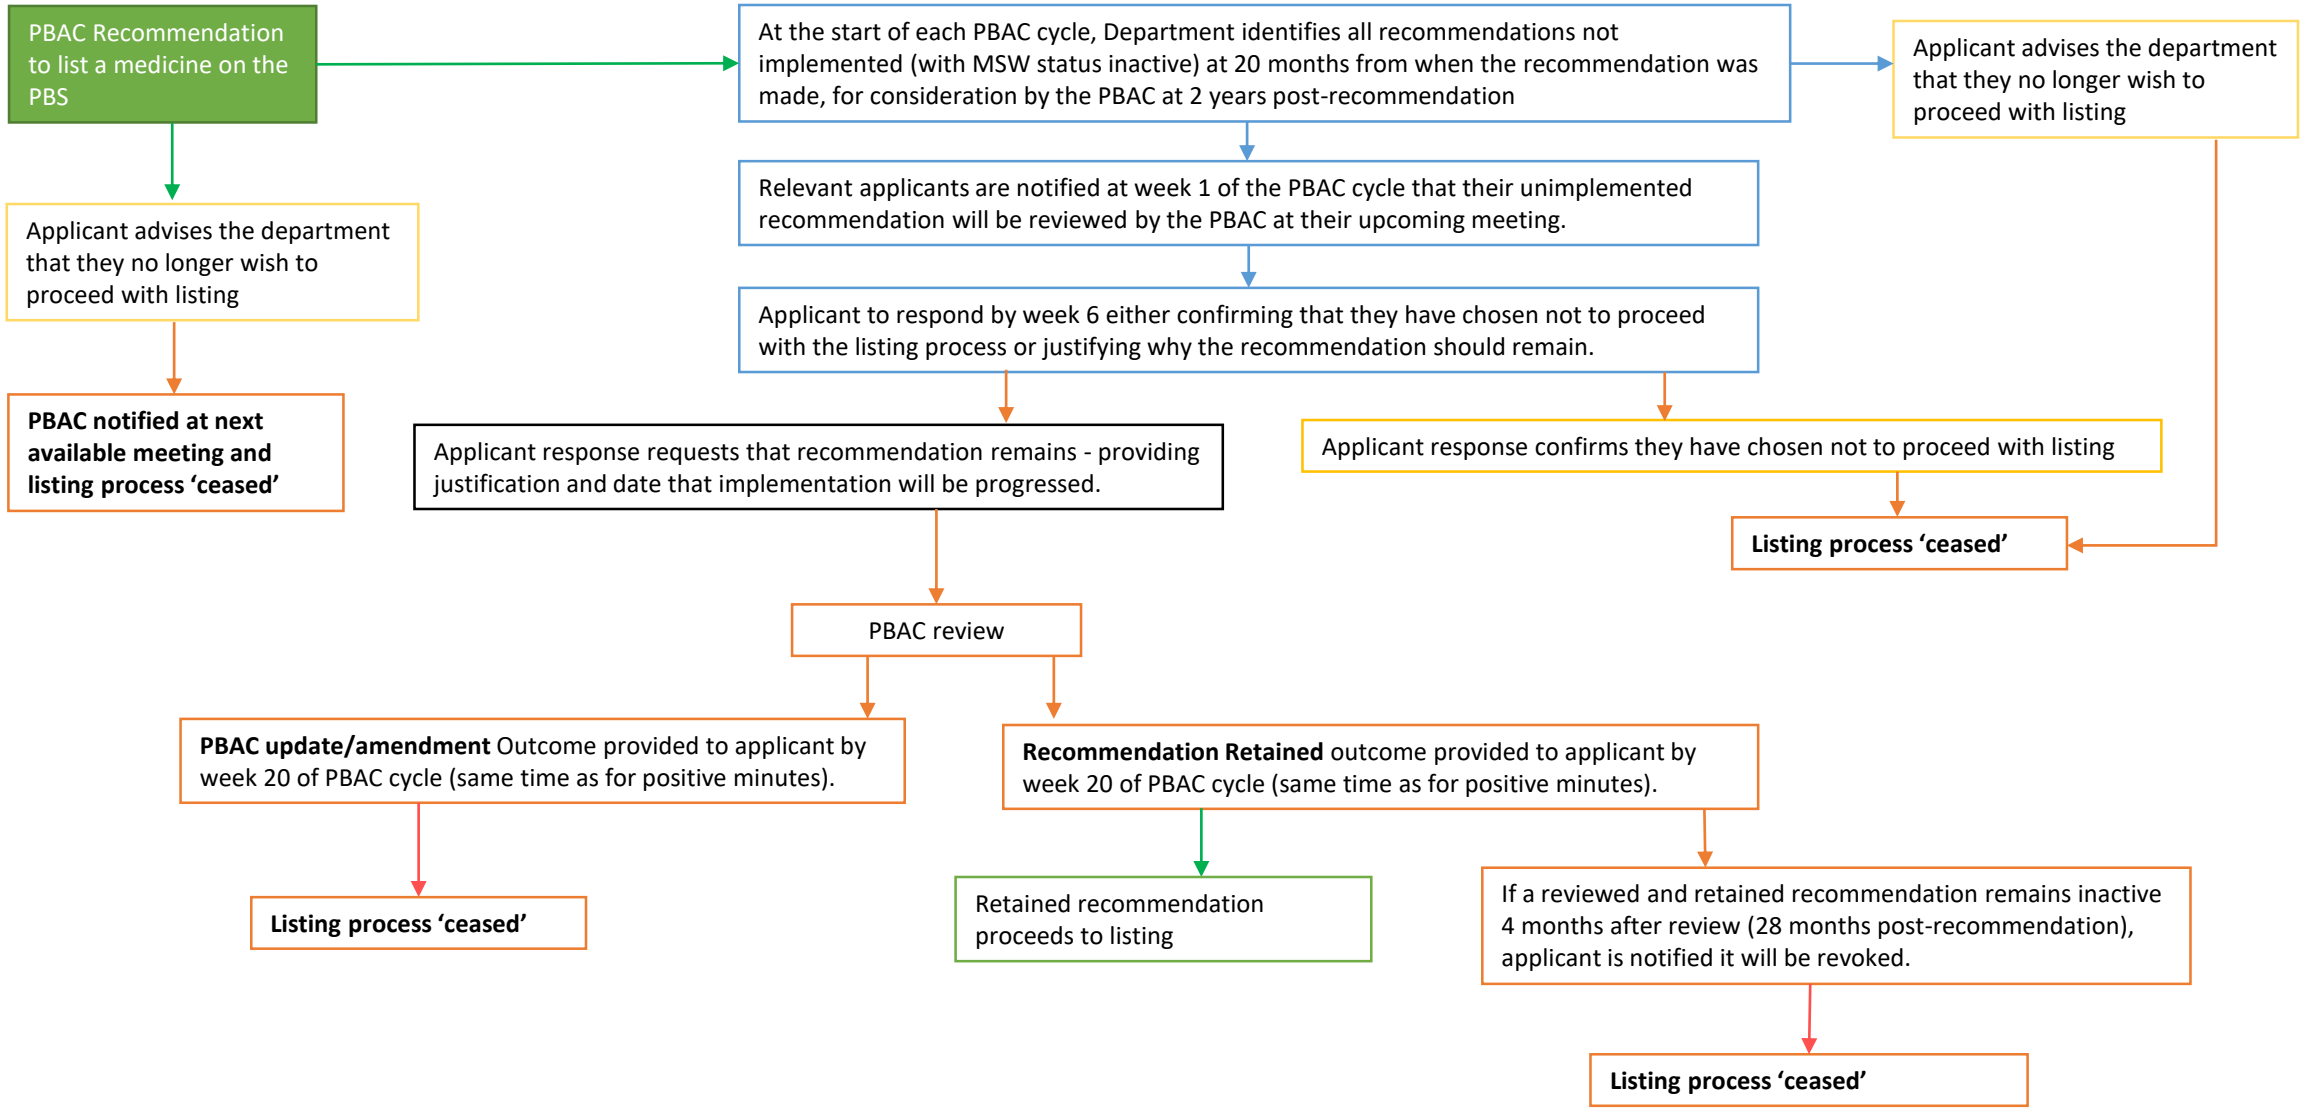 PBAC Recommendation
to list a medicine on the
PBS
At the start of each PBAC cycle, Department identifies all recommendations not
implemented (with MSW status inactive) at 20 months from when the recommendation was
made, for consideration by the PBAC at 2 years post-recommendation
Applicant advises the department
that they no longer wish to
proceed with listing
Relevant applicants are notified at week 1 of the PBAC cycle that their unimplemented
recommendation will be reviewed by the PBAC at their upcoming meeting.
Applicant advises the department
that they no longer wish to
proceed with listing
Applicant to respond by week 6 either confirming that they have chosen not to proceed
with the listing process or justifying why the recommendation should remain.
PBAC notified at next
available meeting and
listing process ‘ceased’
Applicant response requests that recommendation remains - providing
justification and date that implementation will be progressed.
Applicant response confirms they have chosen not to proceed with listing
Listing process ‘ceased’
PBAC review
PBAC update/amendment Outcome provided to applicant by
week 20 of PBAC cycle (same time as for positive minutes).
Recommendation Retained outcome provided to applicant by
week 20 of PBAC cycle (same time as for positive minutes).
Listing process ‘ceased’
Retained recommendation
proceeds to listing
If a reviewed and retained recommendation remains inactive
4 months after review (28 months post-recommendation),
applicant is notified it will be revoked.
Listing process ‘ceased’